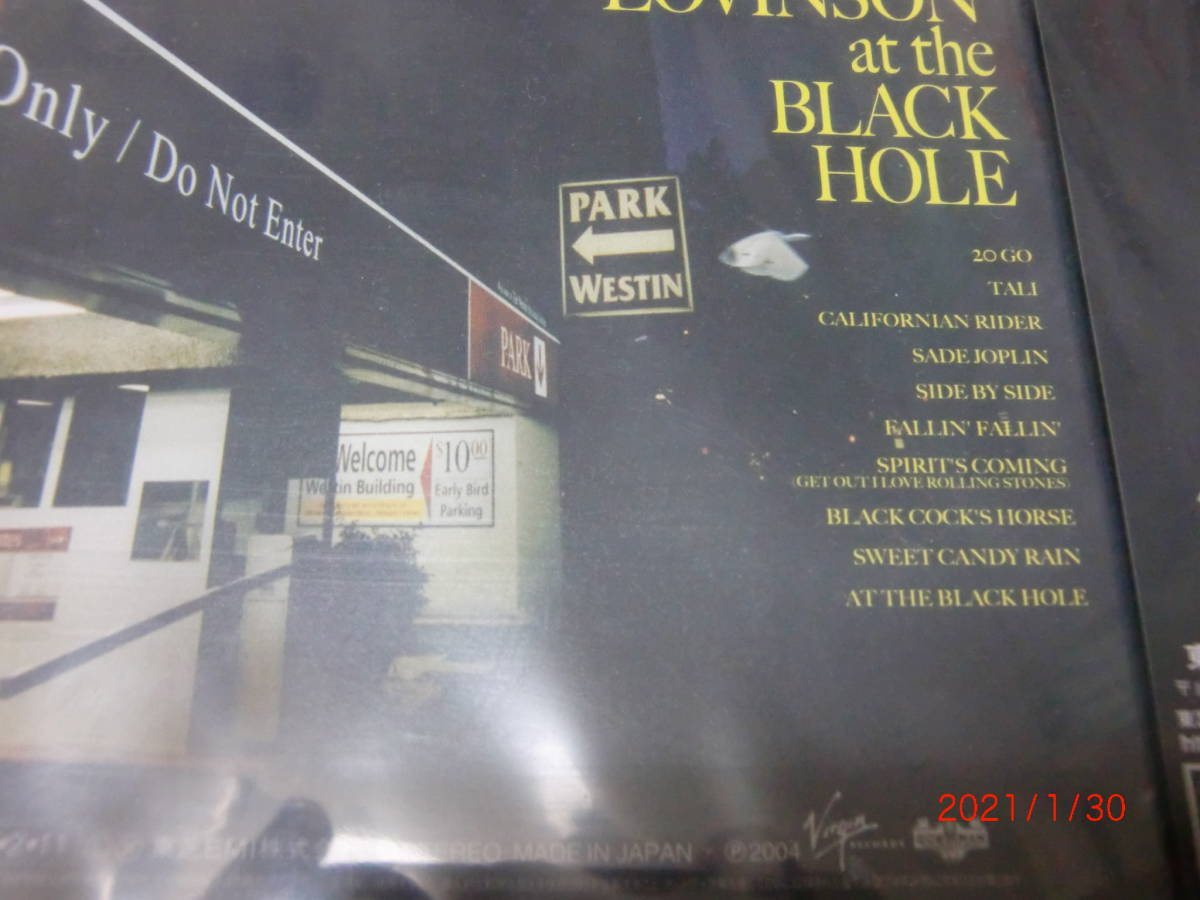 LOVINSON
at the
BLACK
HOLE
Only / Do Not Enter
PARK
WESTIN
PARK
20 GO
TALI
CALIFORNIAN RIDER
SADE JOPLIN
SIDE BY SIDE
FALLIN' FALLIN'
SPIRIT'S COMING
(GET OUT I LOVE ROLLING STONES)
BLACK COCK'S HORSE
SWEET CANDY RAIN
AT THE BLACK HOLE
Welcome
Westin Building
$10.00
Early Bird
Parking
2021/1/30
STEREO MADE IN JAPAN · ℗2004
Virgin
RECORDS